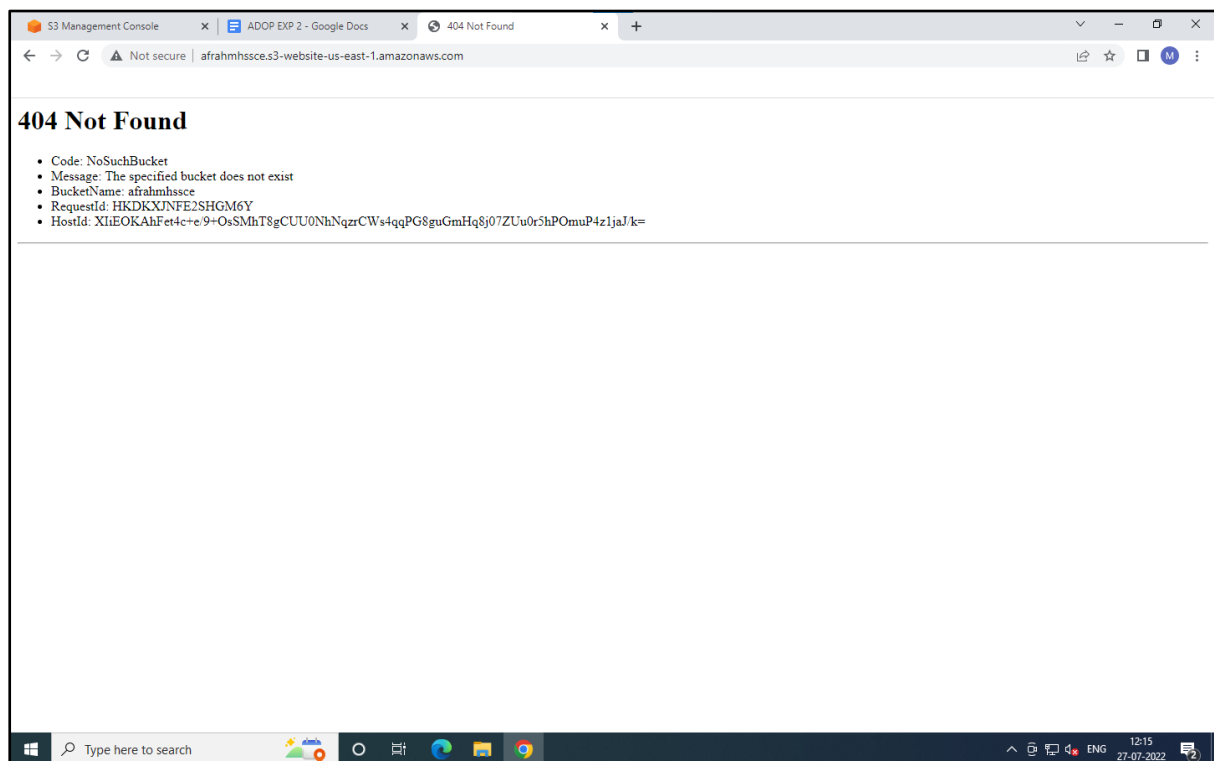 S3 Management Console
ADOP EXP 2 - Google Docs
404 Not Found
Not secure | afrahmhssce.s3-website-us-east-1.amazonaws.com
M
404 Not Found
Code: NoSuchBucket
Message: The specified bucket does not exist
BucketName: afrahmhssce
RequestId: HKDKXJNFE2SHGM6Y
HostId: XIiEOKAhFet4c+e/9+OsSMhT8gCUU0NhNqzrCWs4qqPG8guGmHq8j07ZUu0r5hPOmuP4z1jaJ/k=
Type here to search
ENG
12:15
27-07-2022
2